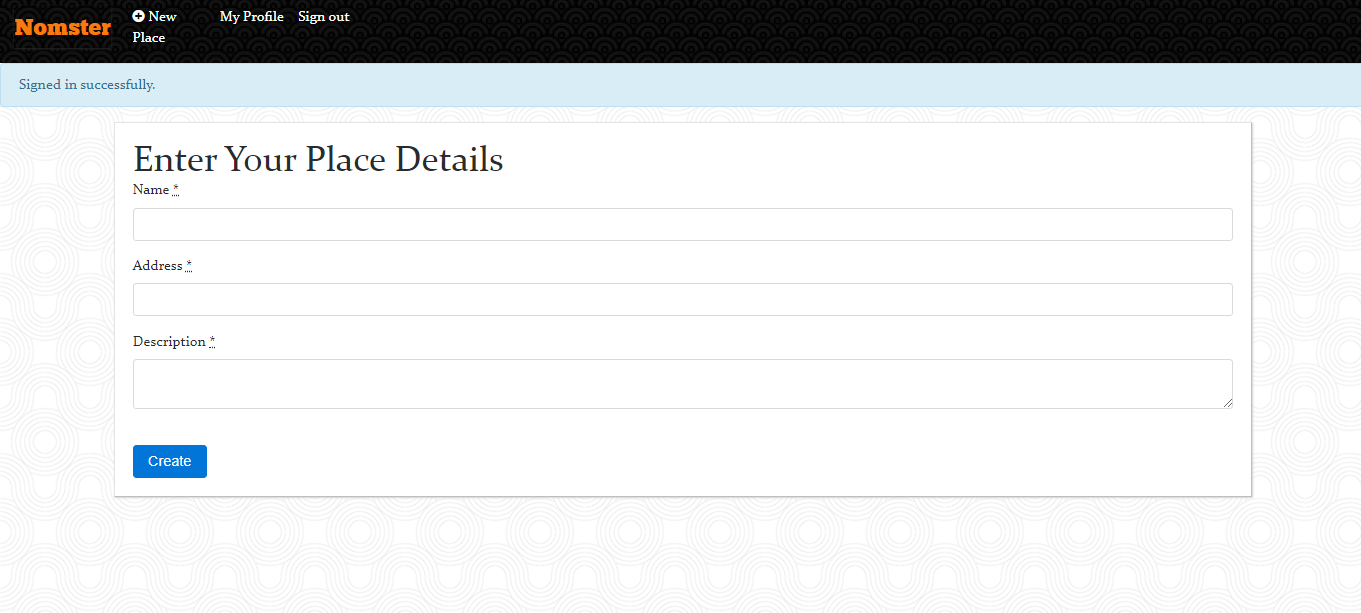 Nomster
New
Place
My Profile
Sign out
Signed in successfully.
Enter Your Place Details
Name *
Address *
Description *
Create